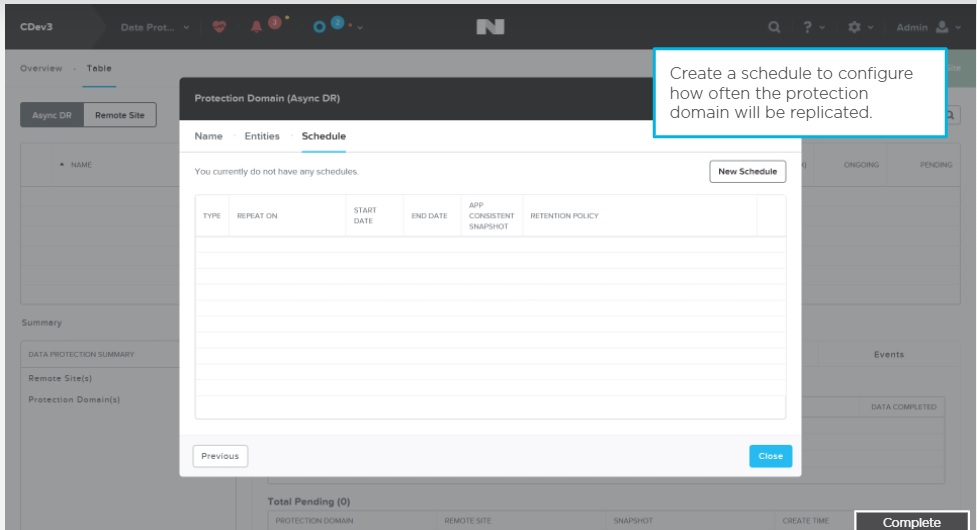 CDev3
Data Prot...
3
2
N
?
Admin
Overview · Table
Create a schedule to configure
how often the protection
domain will be replicated.
Async DR
Remote Site
Protection Domain (Async DR)
Name · Entities · Schedule
NAME
ONGOING
PENDING
You currently do not have any schedules.
New Schedule
TYPE
REPEAT ON
START
DATE
END DATE
APP
CONSISTENT
SNAPSHOT
RETENTION POLICY
Summary
DATA PROTECTION SUMMARY
Events
Remote Site(s)
Protection Domain(s)
DATA COMPLETED
Previous
Close
Total Pending (0)
PROTECTION DOMAIN
REMOTE SITE
SNAPSHOT
CREATE TIME
Complete